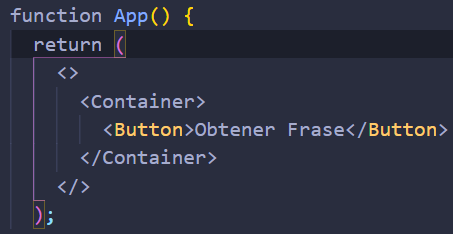 function App() {
  return (
    <>
      <Container>
        <Button>Obtener Frase</Button>
      </Container>
    </>
  );